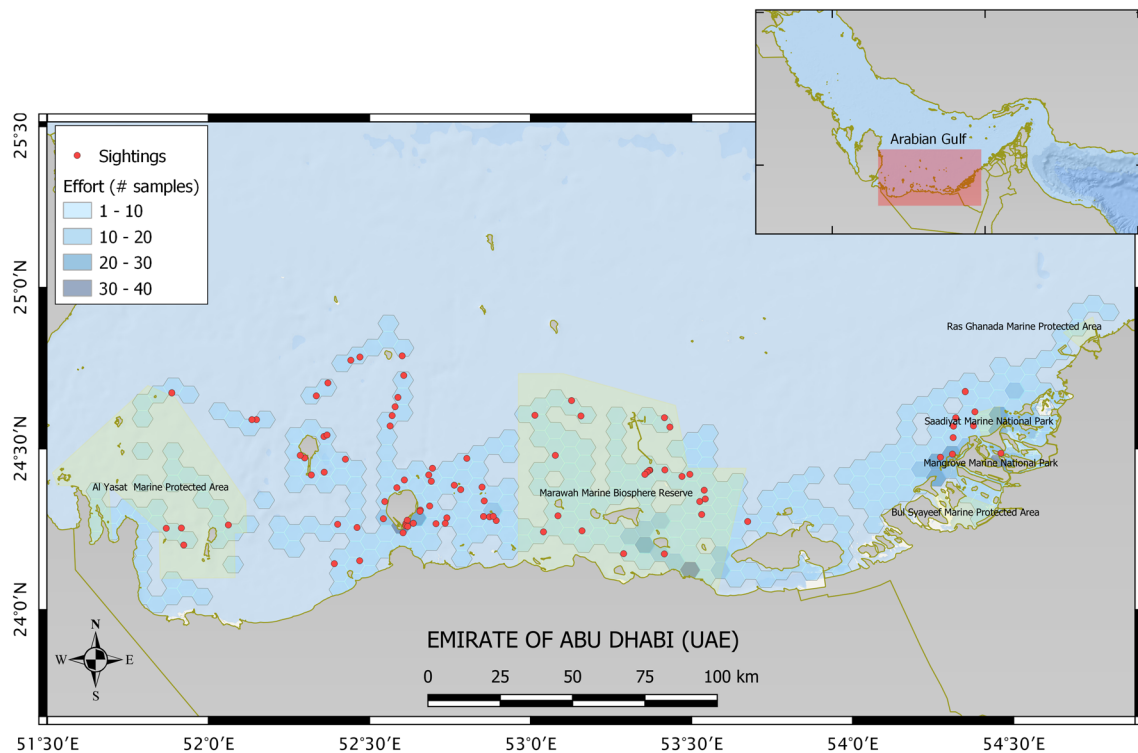 Arabian Gulf
Sightings
Effort (# samples)
1 - 10
10 - 20
20 - 30
30 - 40
Ras Ghanada Marine Protected Area
Saadiyat Marine National Park
Mangrove Marine National Park
Al Yasat Marine Protected Area
Marawah Marine Biosphere Reserve
Bul Syayeef Marine Protected Area
25°30
25°0'N
24°30'N
24°0'N
N
W E
S
EMIRATE OF ABU DHABI (UAE)
0 25 50 75 100 km
51°30'E 52°0'E 52°30'E 53°0'E 53°30'E 54°0'E 54°30'E